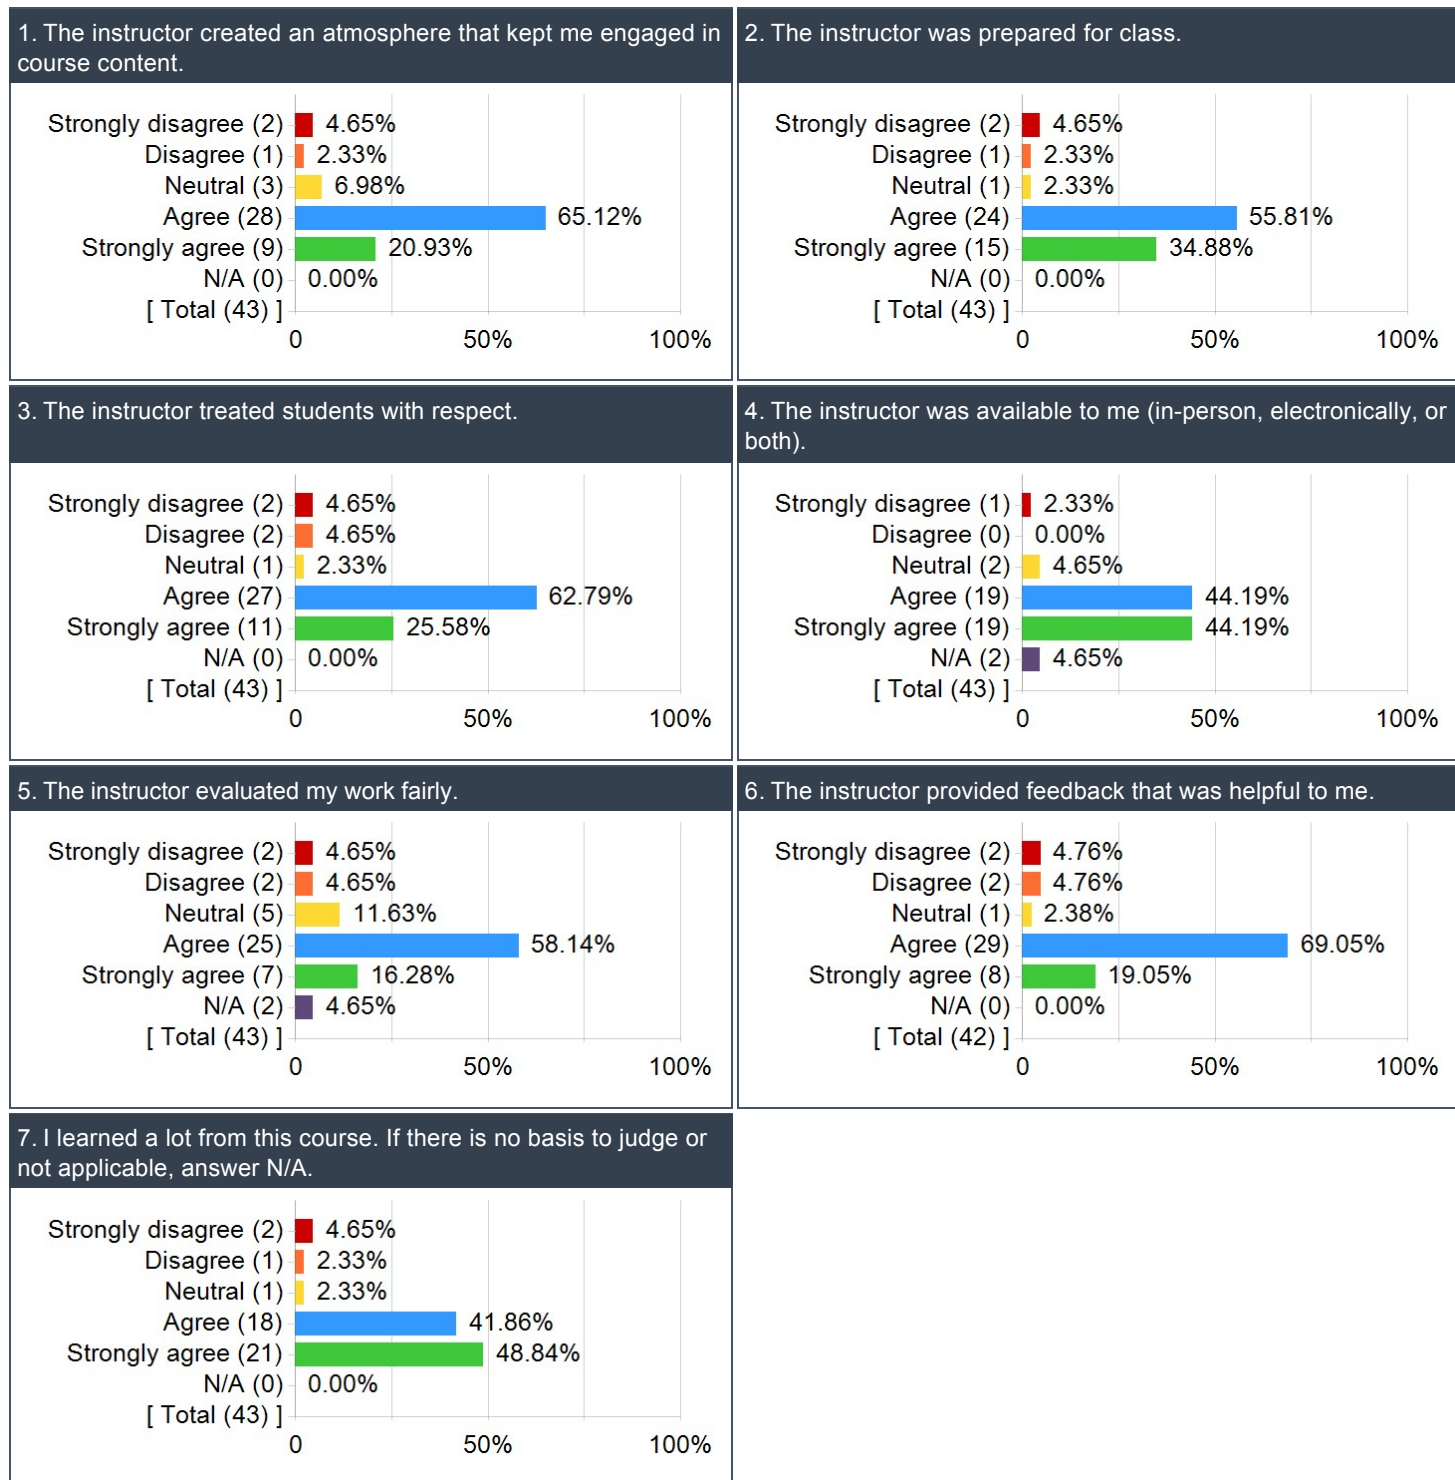 1. The instructor created an atmosphere that kept me engaged in
course content.
Strongly disagree (2) 4.65%
Disagree (1) 2.33%
Neutral (3) 6.98%
Agree (28) 65.12%
Strongly agree (9) 20.93%
N/A (0) 0.00%
[ Total (43) ]
0 50% 100%
2. The instructor was prepared for class.
Strongly disagree (2) 4.65%
Disagree (1) 2.33%
Neutral (1) 2.33%
Agree (24) 55.81%
Strongly agree (15) 34.88%
N/A (0) 0.00%
[ Total (43) ]
0 50% 100%
3. The instructor treated students with respect.
Strongly disagree (2) 4.65%
Disagree (2) 4.65%
Neutral (1) 2.33%
Agree (27) 62.79%
Strongly agree (11) 25.58%
N/A (0) 0.00%
[ Total (43) ]
0 50% 100%
4. The instructor was available to me (in-person, electronically, or
both).
Strongly disagree (1) 2.33%
Disagree (0) 0.00%
Neutral (2) 4.65%
Agree (19) 44.19%
Strongly agree (19) 44.19%
N/A (2) 4.65%
[ Total (43) ]
0 50% 100%
5. The instructor evaluated my work fairly.
Strongly disagree (2) 4.65%
Disagree (2) 4.65%
Neutral (5) 11.63%
Agree (25) 58.14%
Strongly agree (7) 16.28%
N/A (2) 4.65%
[ Total (43) ]
0 50% 100%
6. The instructor provided feedback that was helpful to me.
Strongly disagree (2) 4.76%
Disagree (2) 4.76%
Neutral (1) 2.38%
Agree (29) 69.05%
Strongly agree (8) 19.05%
N/A (0) 0.00%
[ Total (42) ]
0 50% 100%
7. I learned a lot from this course. If there is no basis to judge or
not applicable, answer N/A.
Strongly disagree (2) 4.65%
Disagree (1) 2.33%
Neutral (1) 2.33%
Agree (18) 41.86%
Strongly agree (21) 48.84%
N/A (0) 0.00%
[ Total (43) ]
0 50% 100%